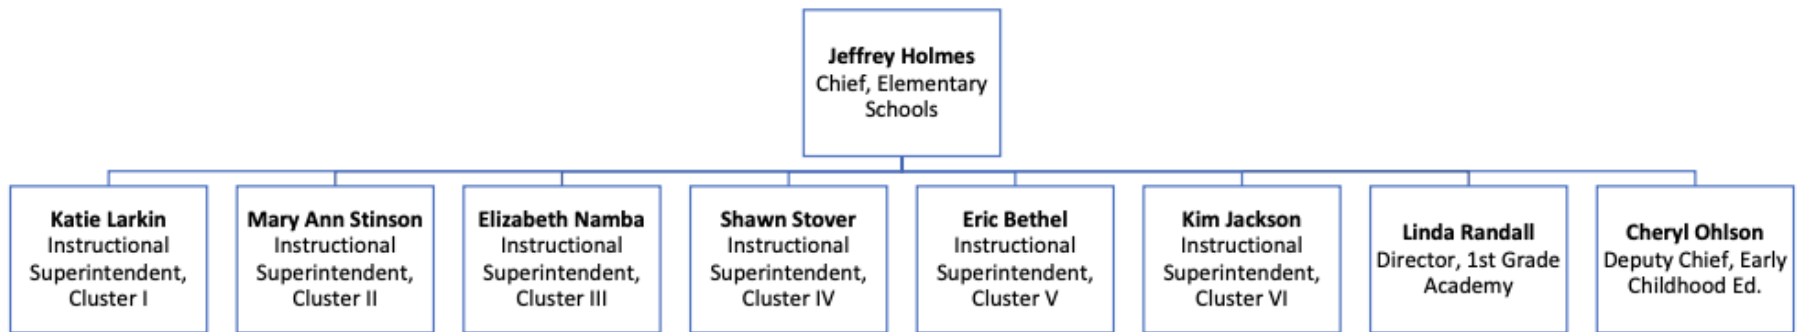 Jeffrey Holmes
Chief, Elementary
Schools
Katie Larkin
Instructional
Superintendent,
Cluster I
Mary Ann Stinson
Instructional
Superintendent,
Cluster II
Elizabeth Namba
Instructional
Superintendent,
Cluster III
Shawn Stover
Instructional
Superintendent,
Cluster IV
Eric Bethel
Instructional
Superintendent,
Cluster V
Kim Jackson
Instructional
Superintendent,
Cluster VI
Linda Randall
Director, 1st Grade
Academy
Cheryl Ohlson
Deputy Chief, Early
Childhood Ed.